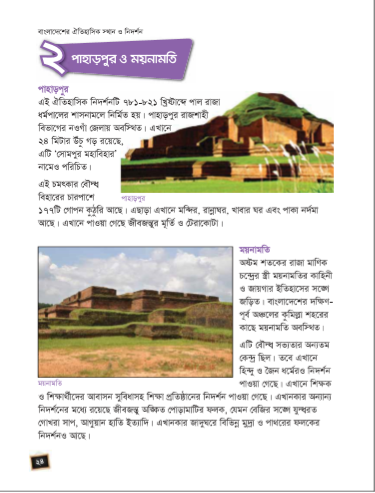 বাংলাদেশের ঐতিহাসিক স্থান ও নিদর্শন
২ পাহাড়পুর ও ময়নামতি
পাহাড়পুর
এই ঐতিহাসিক নিদর্শনটি ৭৮১-৮২১ খ্রিষ্টাব্দে পাল রাজা
ধর্মপালের শাসনামলে নির্মিত হয়। পাহাড়পুর রাজশাহী
বিভাগের নওগাঁ জেলায় অবস্থিত। এখানে
২৪ মিটার উঁচু গড় রয়েছে,
এটি ‘সোমপুর মহাবিহার’
নামেও পরিচিত।
এই চমৎকার বৌদ্ধ
বিহারের চারপাশে
পাহাড়পুর
১৭৭টি গোপন কুঠুরি আছে। এছাড়া এখানে মন্দির, রান্নাঘর, খাবার ঘর এবং পাকা নর্দমা
আছে। এখানে পাওয়া গেছে জীবজন্তুর মূর্তি ও টেরাকোটা।
ময়নামতি
অষ্টম শতকের রাজা মাণিক
চন্দ্রের স্ত্রী ময়নামতির কাহিনী
ও জায়গার ইতিহাসের সঙ্গে
জড়িত। বাংলাদেশের দক্ষিণ-
পূর্ব অঞ্চলের কুমিল্লা শহরের
কাছে ময়নামতি অবস্থিত।
এটি বৌদ্ধ সভ্যতার অন্যতম
কেন্দ্র ছিল। তবে এখানে
হিন্দু ও জৈন ধর্মেরও নিদর্শন
পাওয়া গেছে। এখানে শিক্ষক
ময়নামতি
ও শিক্ষার্থীদের আবাসন সুবিধাসহ শিক্ষা প্রতিষ্ঠানের নিদর্শন পাওয়া গেছে। এখানকার অন্যান্য
নিদর্শনের মধ্যে রয়েছে জীবজন্তু অঙ্কিত পোড়ামাটির ফলক, যেমন বেজির সঙ্গে যুদ্ধরত
গোখরা সাপ, আগুয়ান হাতি ইত্যাদি। এখানকার জাদুঘরে বিভিন্ন মুদ্রা ও পাথরের ফলকের
নিদর্শনও আছে।
২৪